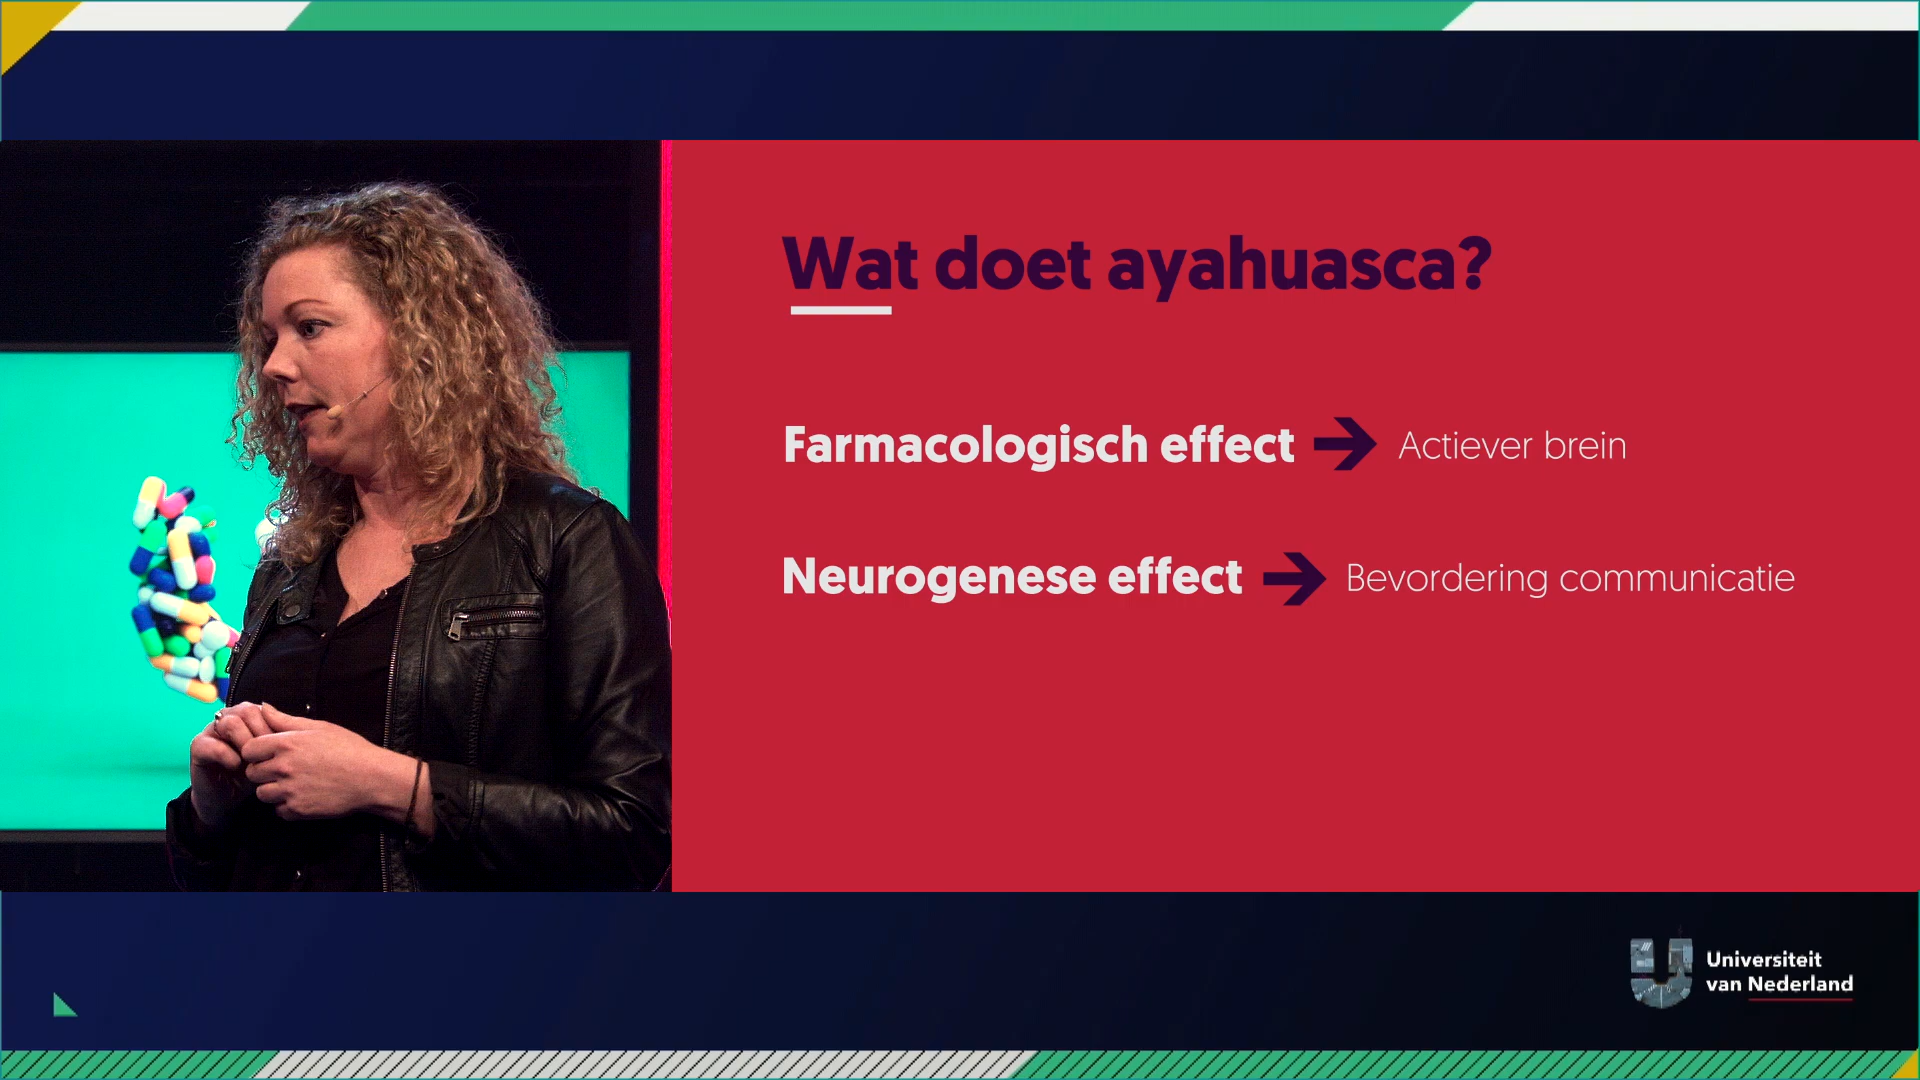 Wat doet ayahuasca?
Farmacologisch effect → Actiever brein
Neurogenese effect → Bevordering communicatie
Universiteit
van Nederland